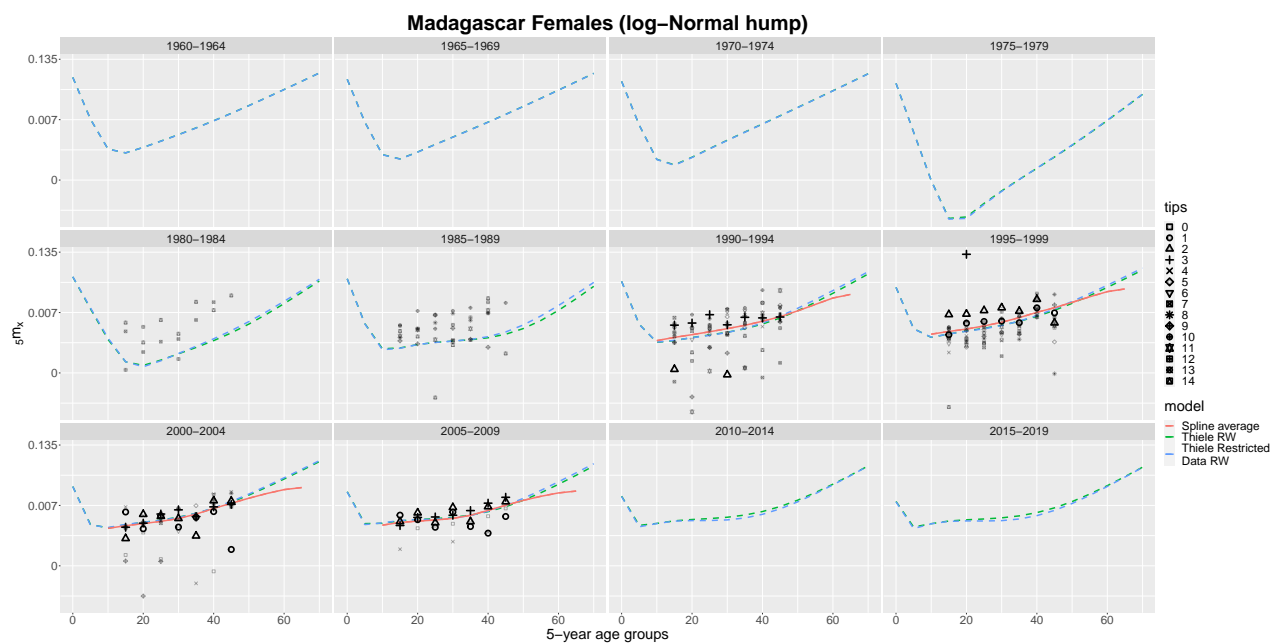 Madagascar Females (log−Normal hump)
1960−1964
1965−1969
1970−1974
1975−1979
0.135
0.007
0
1980−1984
1985−1989
1990−1994
1995−1999
0.135
0.007
0
2000−2004
2005−2009
2010−2014
2015−2019
0.135
0.007
0
5mx
0 20 40 60
0 20 40 60
0 20 40 60
0 20 40 60
5−year age groups
tips
0
1
2
3
4
5
6
7
8
9
10
11
12
13
14
model
Spline average
Thiele RW
Thiele Restricted
Data RW